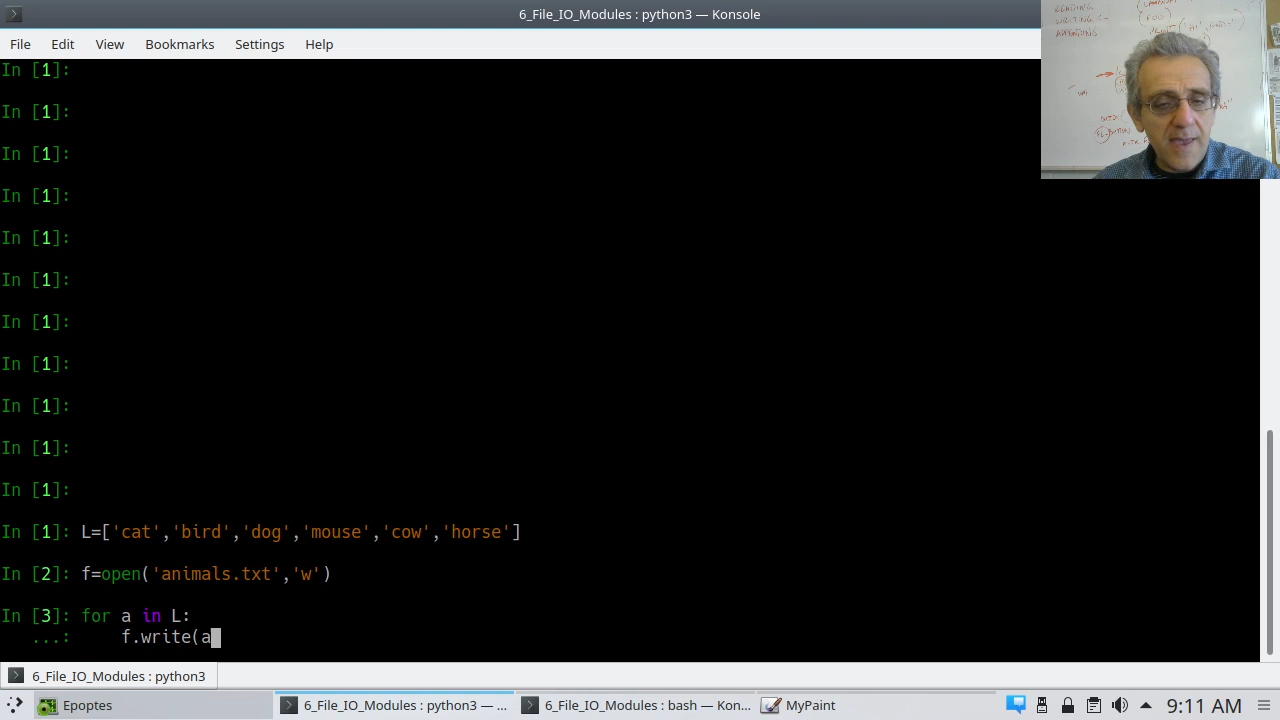 6_File_IO_Modules : python3 — Konsole
File Edit View Bookmarks Settings Help
READING
WRITING
APPENDING
In [1]:
In [1]:
In [1]:
In [1]:
In [1]:
In [1]:
In [1]:
In [1]:
In [1]:
In [1]:
In [1]:
In [1]: L=['cat','bird','dog','mouse','cow','horse']
In [2]: f=open('animals.txt','w')
In [3]: for a in L:
...: f.write(a
6_File_IO_Modules : python3
Epoptes 6_File_IO_Modules : python3 — ... 6_File_IO_Modules : bash — Kon... MyPaint 9:11 AM